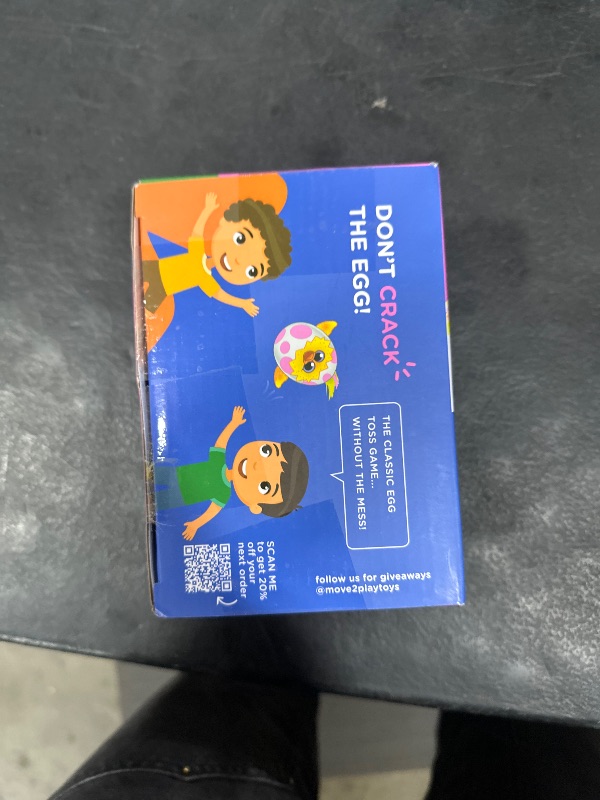 DON'T CRACK
THE EGG!
THE CLASSIC EGG
TOSS GAME...
WITHOUT THE MESS!
SCAN ME
to get 20%
off your
next order
follow us for giveaways
@move2playtoys